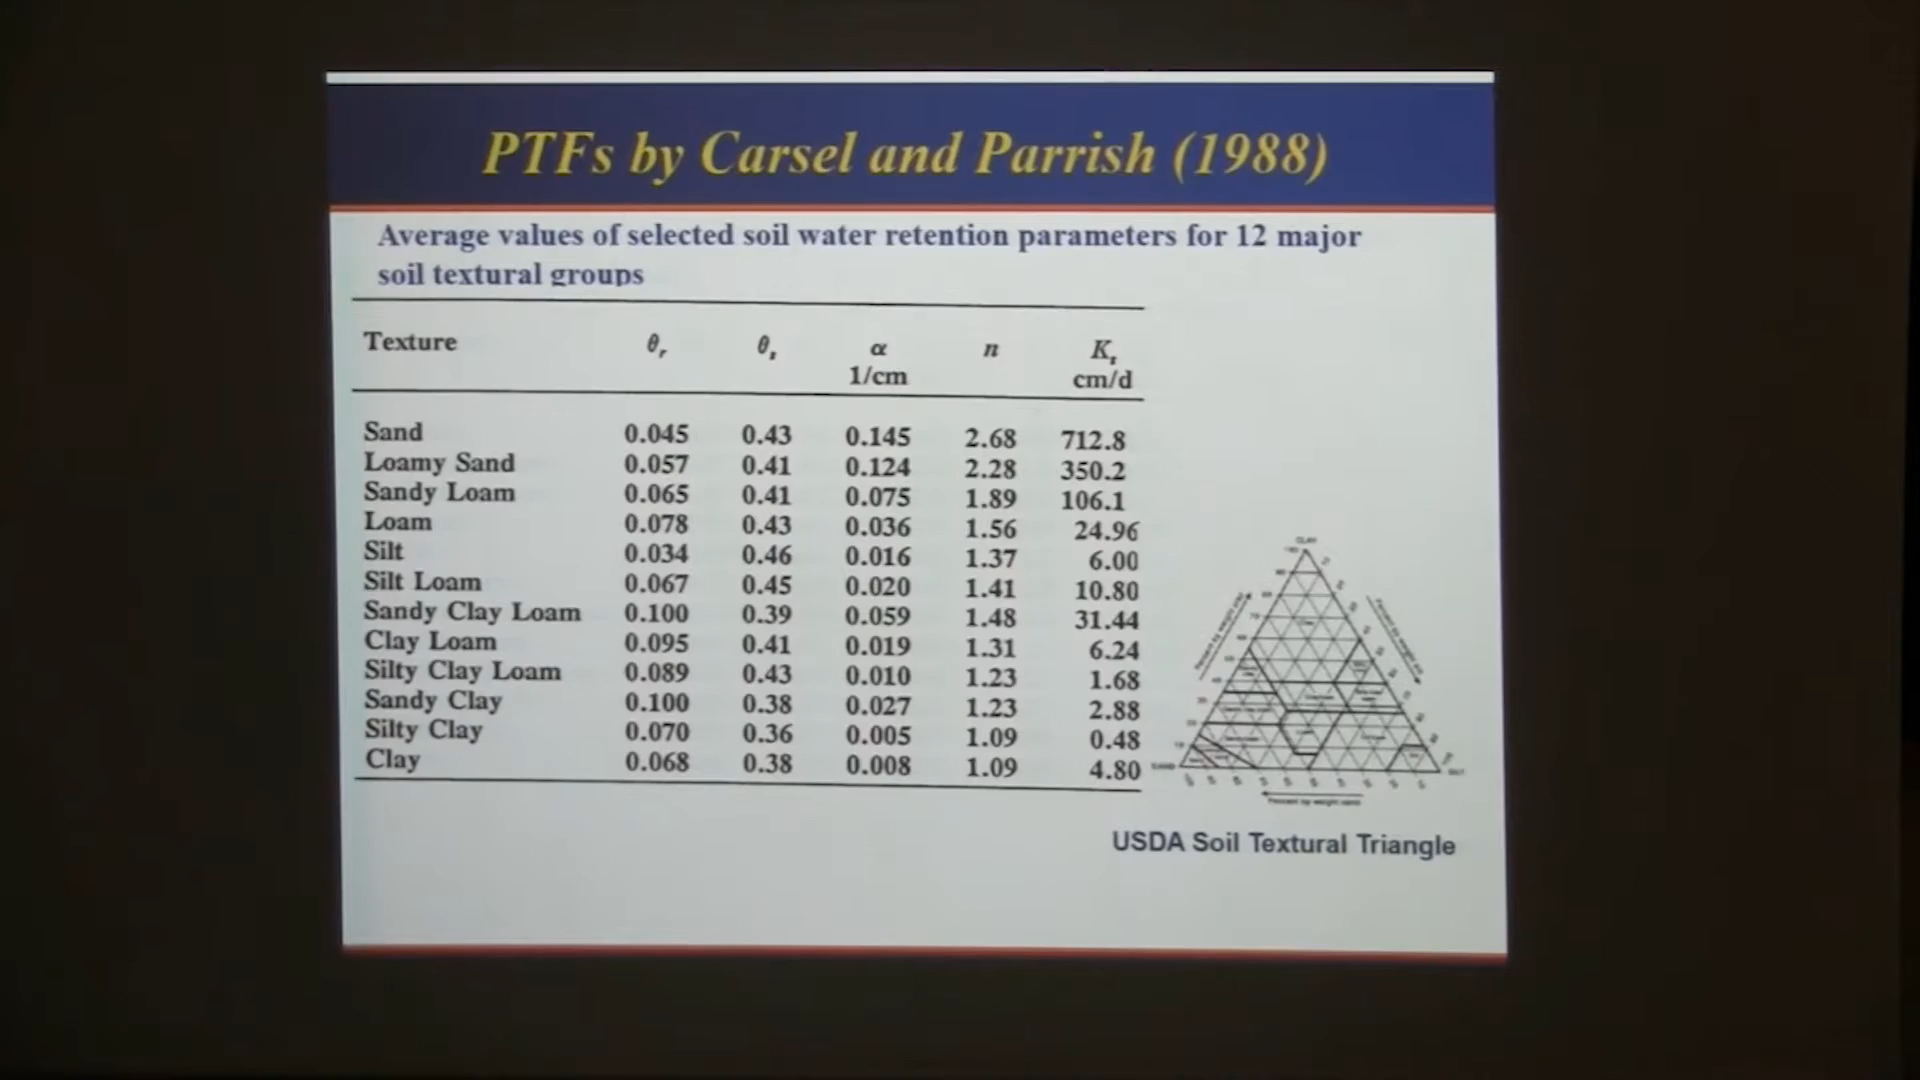 PTFs by Carsel and Parrish (1988)
Average values of selected soil water retention parameters for 12 major
soil textural groups
Texture θr θs α n Ks
1/cm cm/d
Sand 0.045 0.43 0.145 2.68 712.8
Loamy Sand 0.057 0.41 0.124 2.28 350.2
Sandy Loam 0.065 0.41 0.075 1.89 106.1
Loam 0.078 0.43 0.036 1.56 24.96
Silt 0.034 0.46 0.016 1.37 6.00
Silt Loam 0.067 0.45 0.020 1.41 10.80
Sandy Clay Loam 0.100 0.39 0.059 1.48 31.44
Clay Loam 0.095 0.41 0.019 1.31 6.24
Silty Clay Loam 0.089 0.43 0.010 1.23 1.68
Sandy Clay 0.100 0.38 0.027 1.23 2.88
Silty Clay 0.070 0.36 0.005 1.09 0.48
Clay 0.068 0.38 0.008 1.09 4.80
CLAY
SAND
Percent by weight sand
USDA Soil Textural Triangle